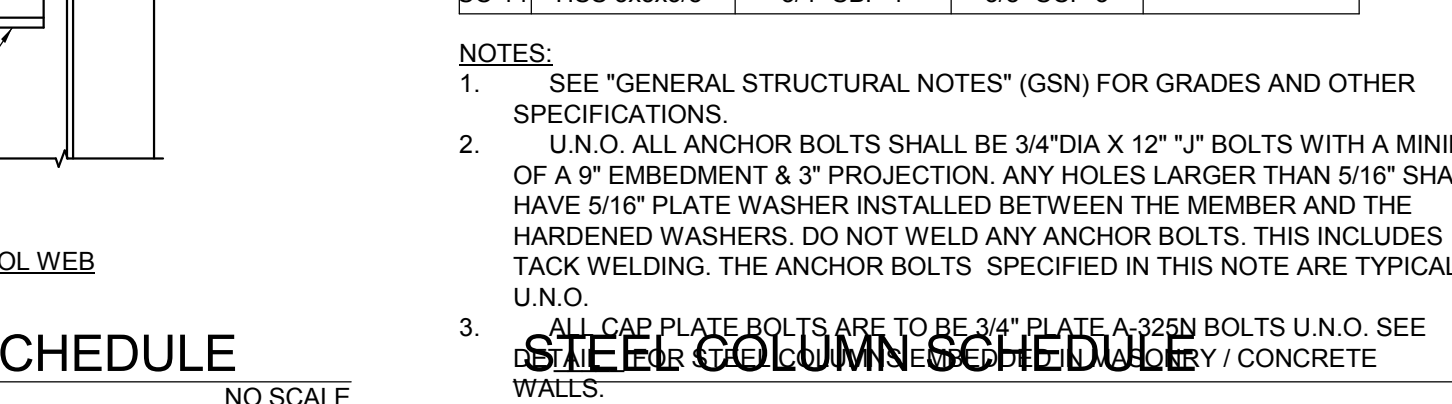 NOTES:
1. SEE "GENERAL STRUCTURAL NOTES" (GSN) FOR GRADES AND OTHER
SPECIFICATIONS.
2. U.N.O. ALL ANCHOR BOLTS SHALL BE 3/4"DIA X 12" "J" BOLTS WITH A
OF A 9" EMBEDMENT & 3" PROJECTION. ANY HOLES LARGER THAN 5/16"
HAVE 5/16" PLATE WASHER INSTALLED BETWEEN THE MEMBER AND THE
HARDENED WASHERS. DO NOT WELD ANY ANCHOR BOLTS. THIS INCLUDES
TACK WELDING. THE ANCHOR BOLTS SPECIFIED IN THIS NOTE ARE TYPICAL
U.N.O.
3. ALL CAP PLATE BOLTS ARE TO BE 3/4" PLATE A-325N BOLTS U.N.O. SEE
DETAIL FOR STEEL COLUMNS EMBEDDED IN MASONRY / CONCRETE
WALLS.
STEEL COLUMN SCHEDULE
OL WEB
CHEDULE
NO SCALE